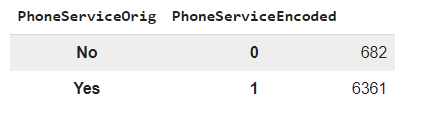 PhoneServiceOrig PhoneServiceEncoded
No 0 682
Yes 1 6361